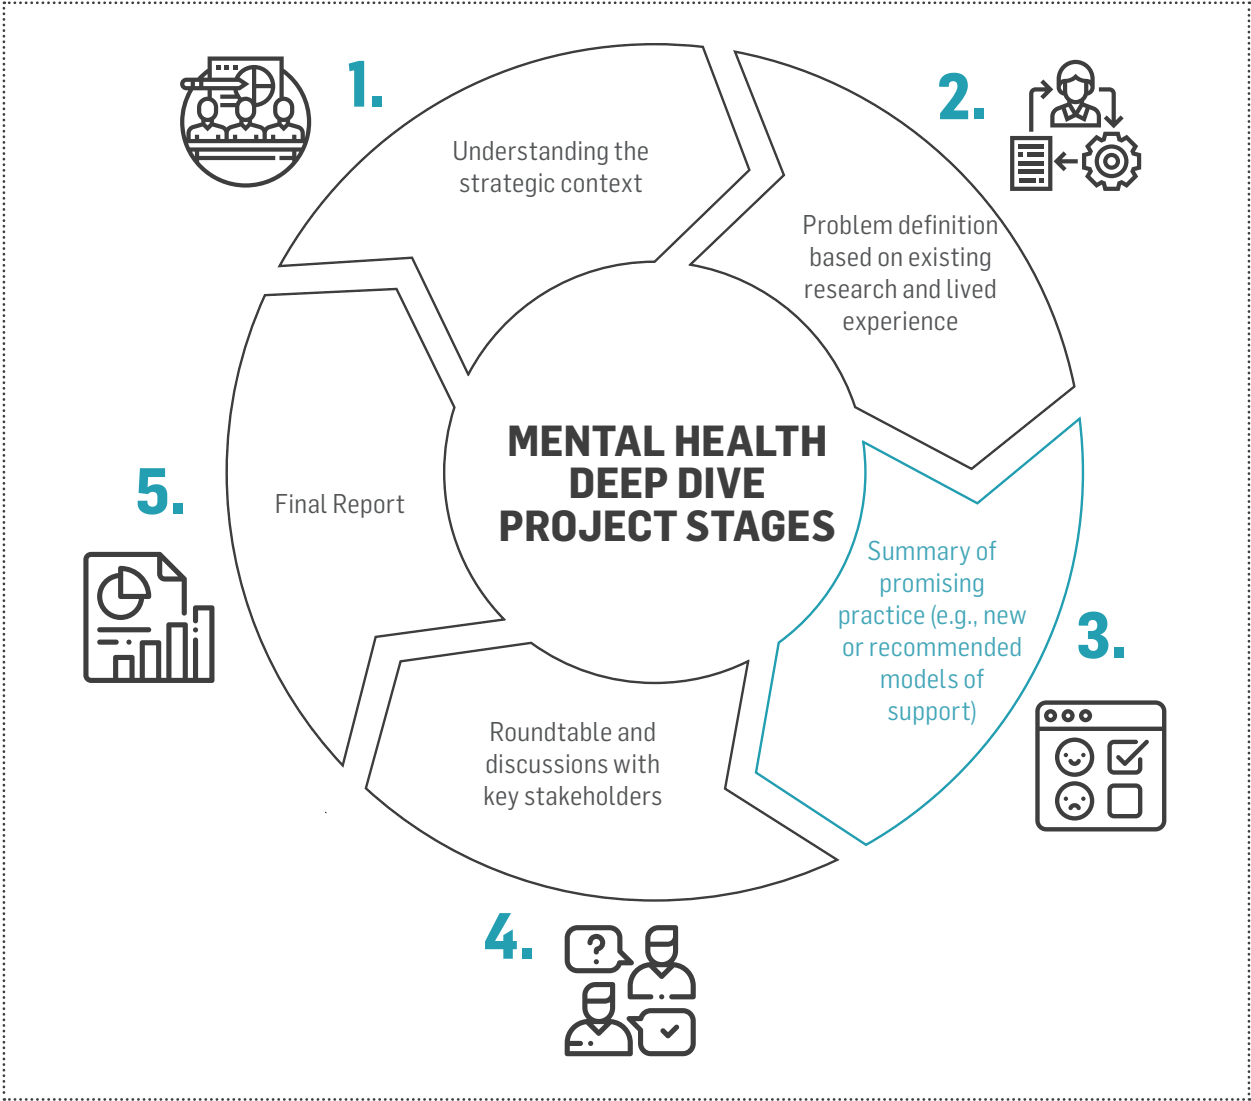 1.
Understanding the
strategic context
2.
Problem definition
based on existing
research and lived
experience
MENTAL HEALTH
DEEP DIVE
PROJECT STAGES
3.
Summary of
promising
practice (e.g., new
or recommended
models of
support)
4.
Roundtable and
discussions with
key stakeholders
5.
Final Report
?